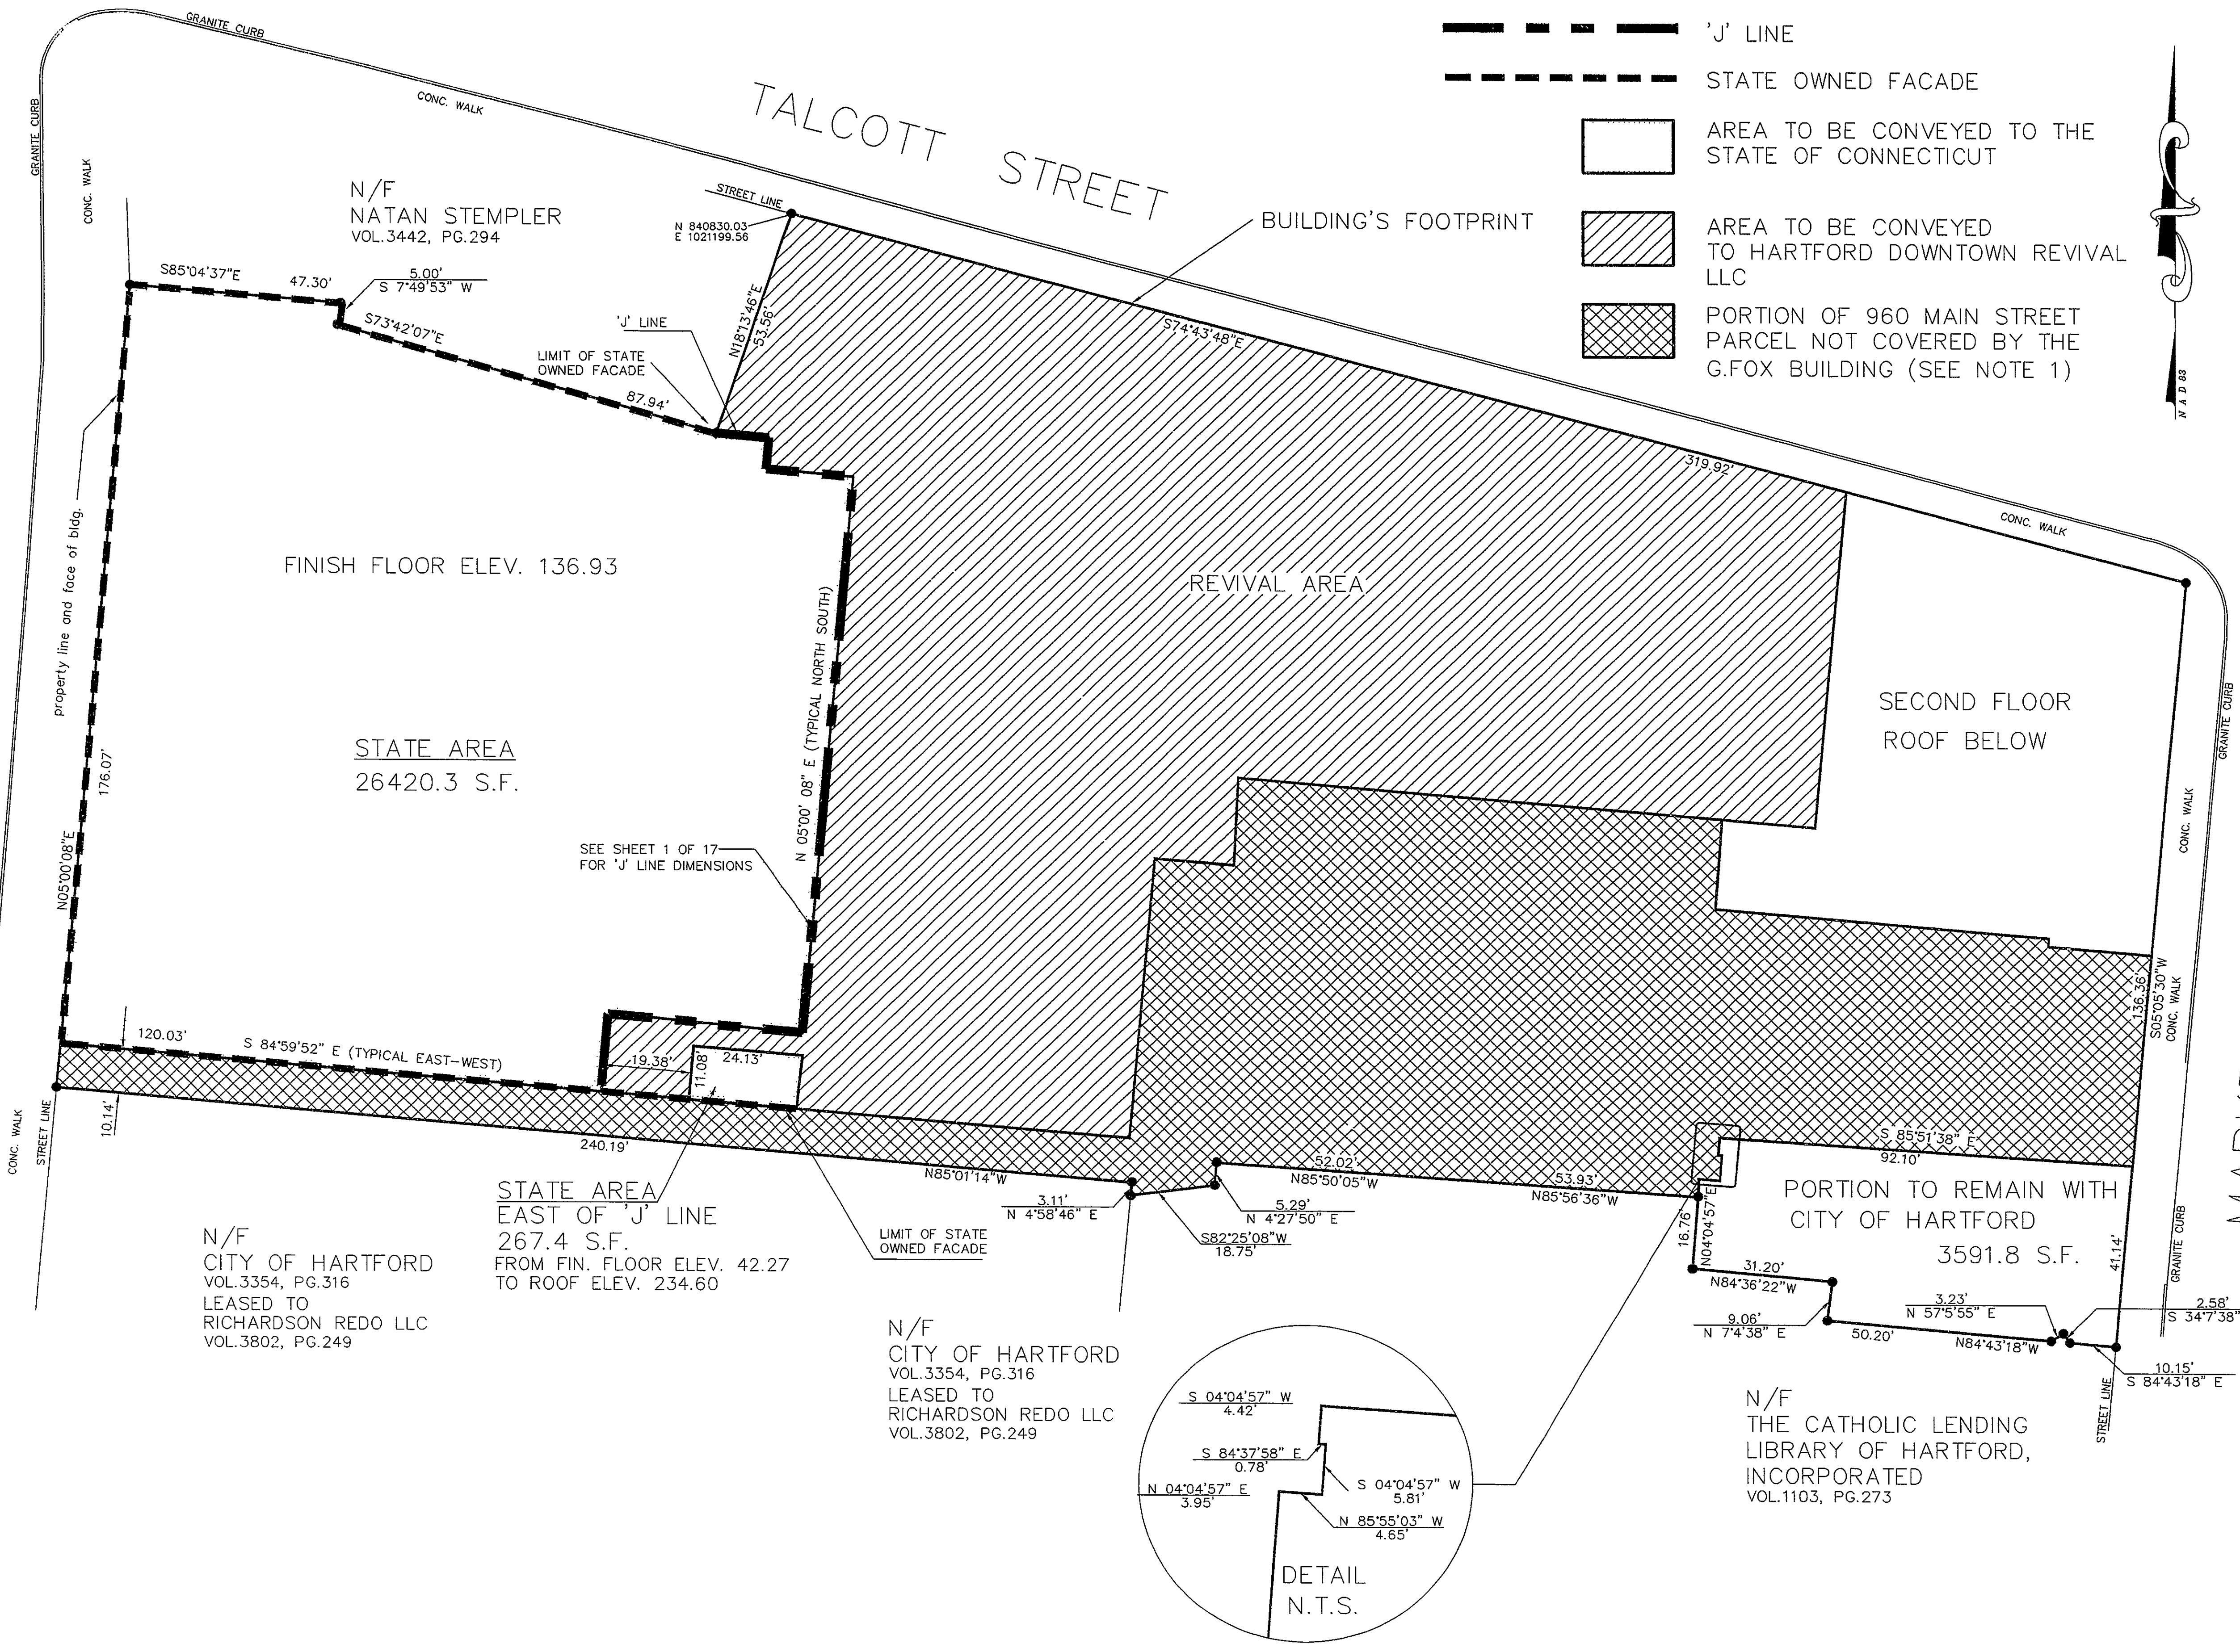 GRANITE CURB
CONC. WALK
GRANITE CURB
CONC. WALK
TALCOTT STREET
'J' LINE
STATE OWNED FACADE
AREA TO BE CONVEYED TO THE
STATE OF CONNECTICUT
AREA TO BE CONVEYED
TO HARTFORD DOWNTOWN REVIVAL
LLC
PORTION OF 960 MAIN STREET
PARCEL NOT COVERED BY THE
G.FOX BUILDING (SEE NOTE 1)
N A D 83
N/F
NATAN STEMPLER
VOL.3442, PG.294
STREET LINE
N 840830.03
E 1021199.56
BUILDING'S FOOTPRINT
S85°04'37"E
47.30'
5.00'
S 7°49'53" W
S73°42'07"E
87.94'
'J' LINE
LIMIT OF STATE
OWNED FACADE
N18°13'46"E
53.56'
S74°43'48"E
319.92'
CONC. WALK
property line and face of bldg.
FINISH FLOOR ELEV. 136.93
REVIVAL AREA
N 05°00' 08" E (TYPICAL NORTH SOUTH)
SECOND FLOOR
ROOF BELOW
GRANITE CURB
CONC. WALK
STATE AREA
26420.3 S.F.
176.07'
N05°00'08"E
SEE SHEET 1 OF 17
FOR 'J' LINE DIMENSIONS
136.36'
S05°05'30"W
CONC. WALK
120.03'
S 84°59'52" E (TYPICAL EAST-WEST)
19.38'
11.08'
24.13'
CONC. WALK
STREET LINE
10.14'
240.19'
N85°01'14"W
3.11'
N 4°58'46" E
S82°25'08"W
18.75'
5.29'
N 4°27'50" E
52.02'
N85°50'05"W
53.93'
N85°56'36"W
S 85°51'38" E
92.10'
STATE AREA
EAST OF 'J' LINE
267.4 S.F.
FROM FIN. FLOOR ELEV. 42.27
TO ROOF ELEV. 234.60
LIMIT OF STATE
OWNED FACADE
PORTION TO REMAIN WITH
CITY OF HARTFORD
3591.8 S.F.
16.76'
N04°04'57"E
31.20'
N84°36'22"W
9.06'
N 7°4'38" E
50.20'
N84°43'18"W
3.23'
N 57°5'55" E
41.14'
GRANITE CURB
2.58'
S 34°7'38"
10.15'
S 84°43'18" E
STREET LINE
N/F
CITY OF HARTFORD
VOL.3354, PG.316
LEASED TO
RICHARDSON REDO LLC
VOL.3802, PG.249
N/F
CITY OF HARTFORD
VOL.3354, PG.316
LEASED TO
RICHARDSON REDO LLC
VOL.3802, PG.249
N/F
THE CATHOLIC LENDING
LIBRARY OF HARTFORD,
INCORPORATED
VOL.1103, PG.273
S 04°04'57" W
4.42'
S 84°37'58" E
0.78'
N 04°04'57" E
3.95'
S 04°04'57" W
5.81'
N 85°55'03" W
4.65'
DETAIL
N.T.S.